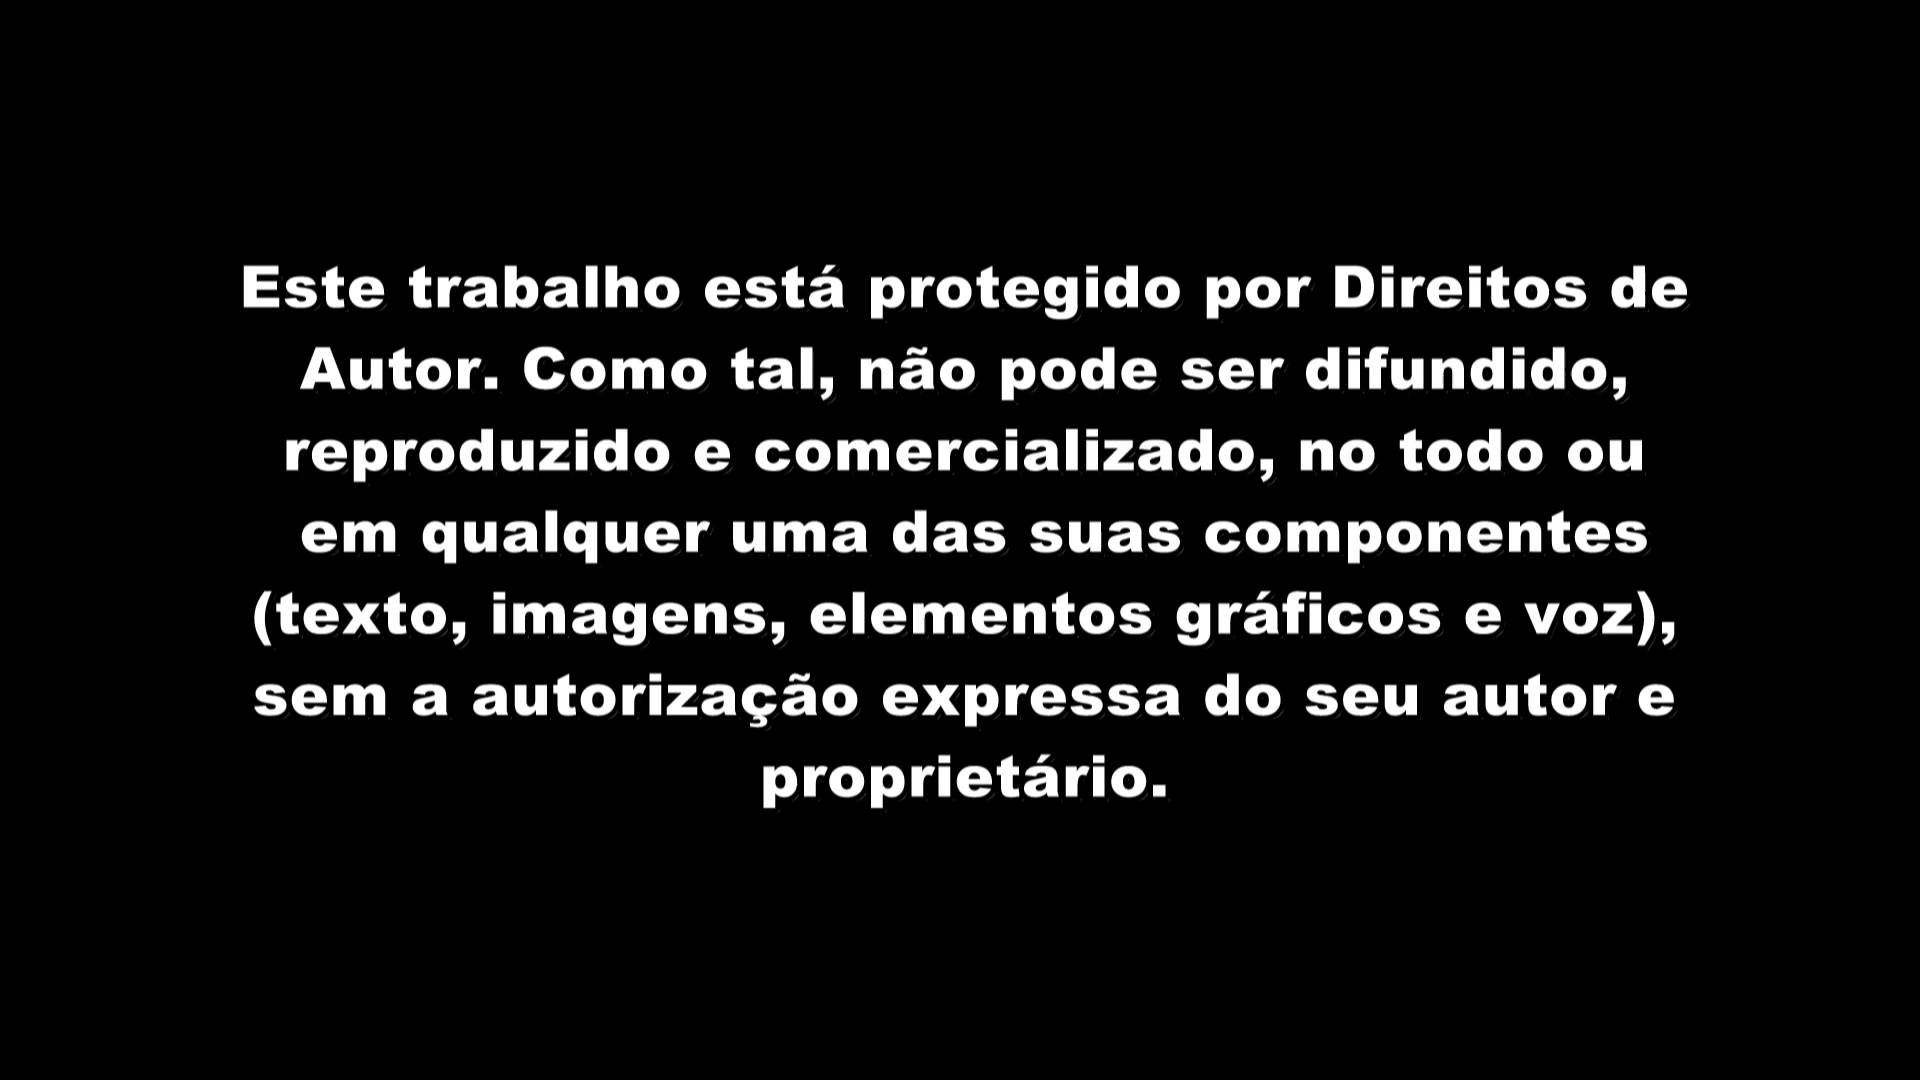 Este trabalho está protegido por Direitos de
Autor. Como tal, não pode ser difundido,
reproduzido e comercializado, no todo ou
em qualquer uma das suas componentes
(texto, imagens, elementos gráficos e voz),
sem a autorização expressa do seu autor e
proprietário.